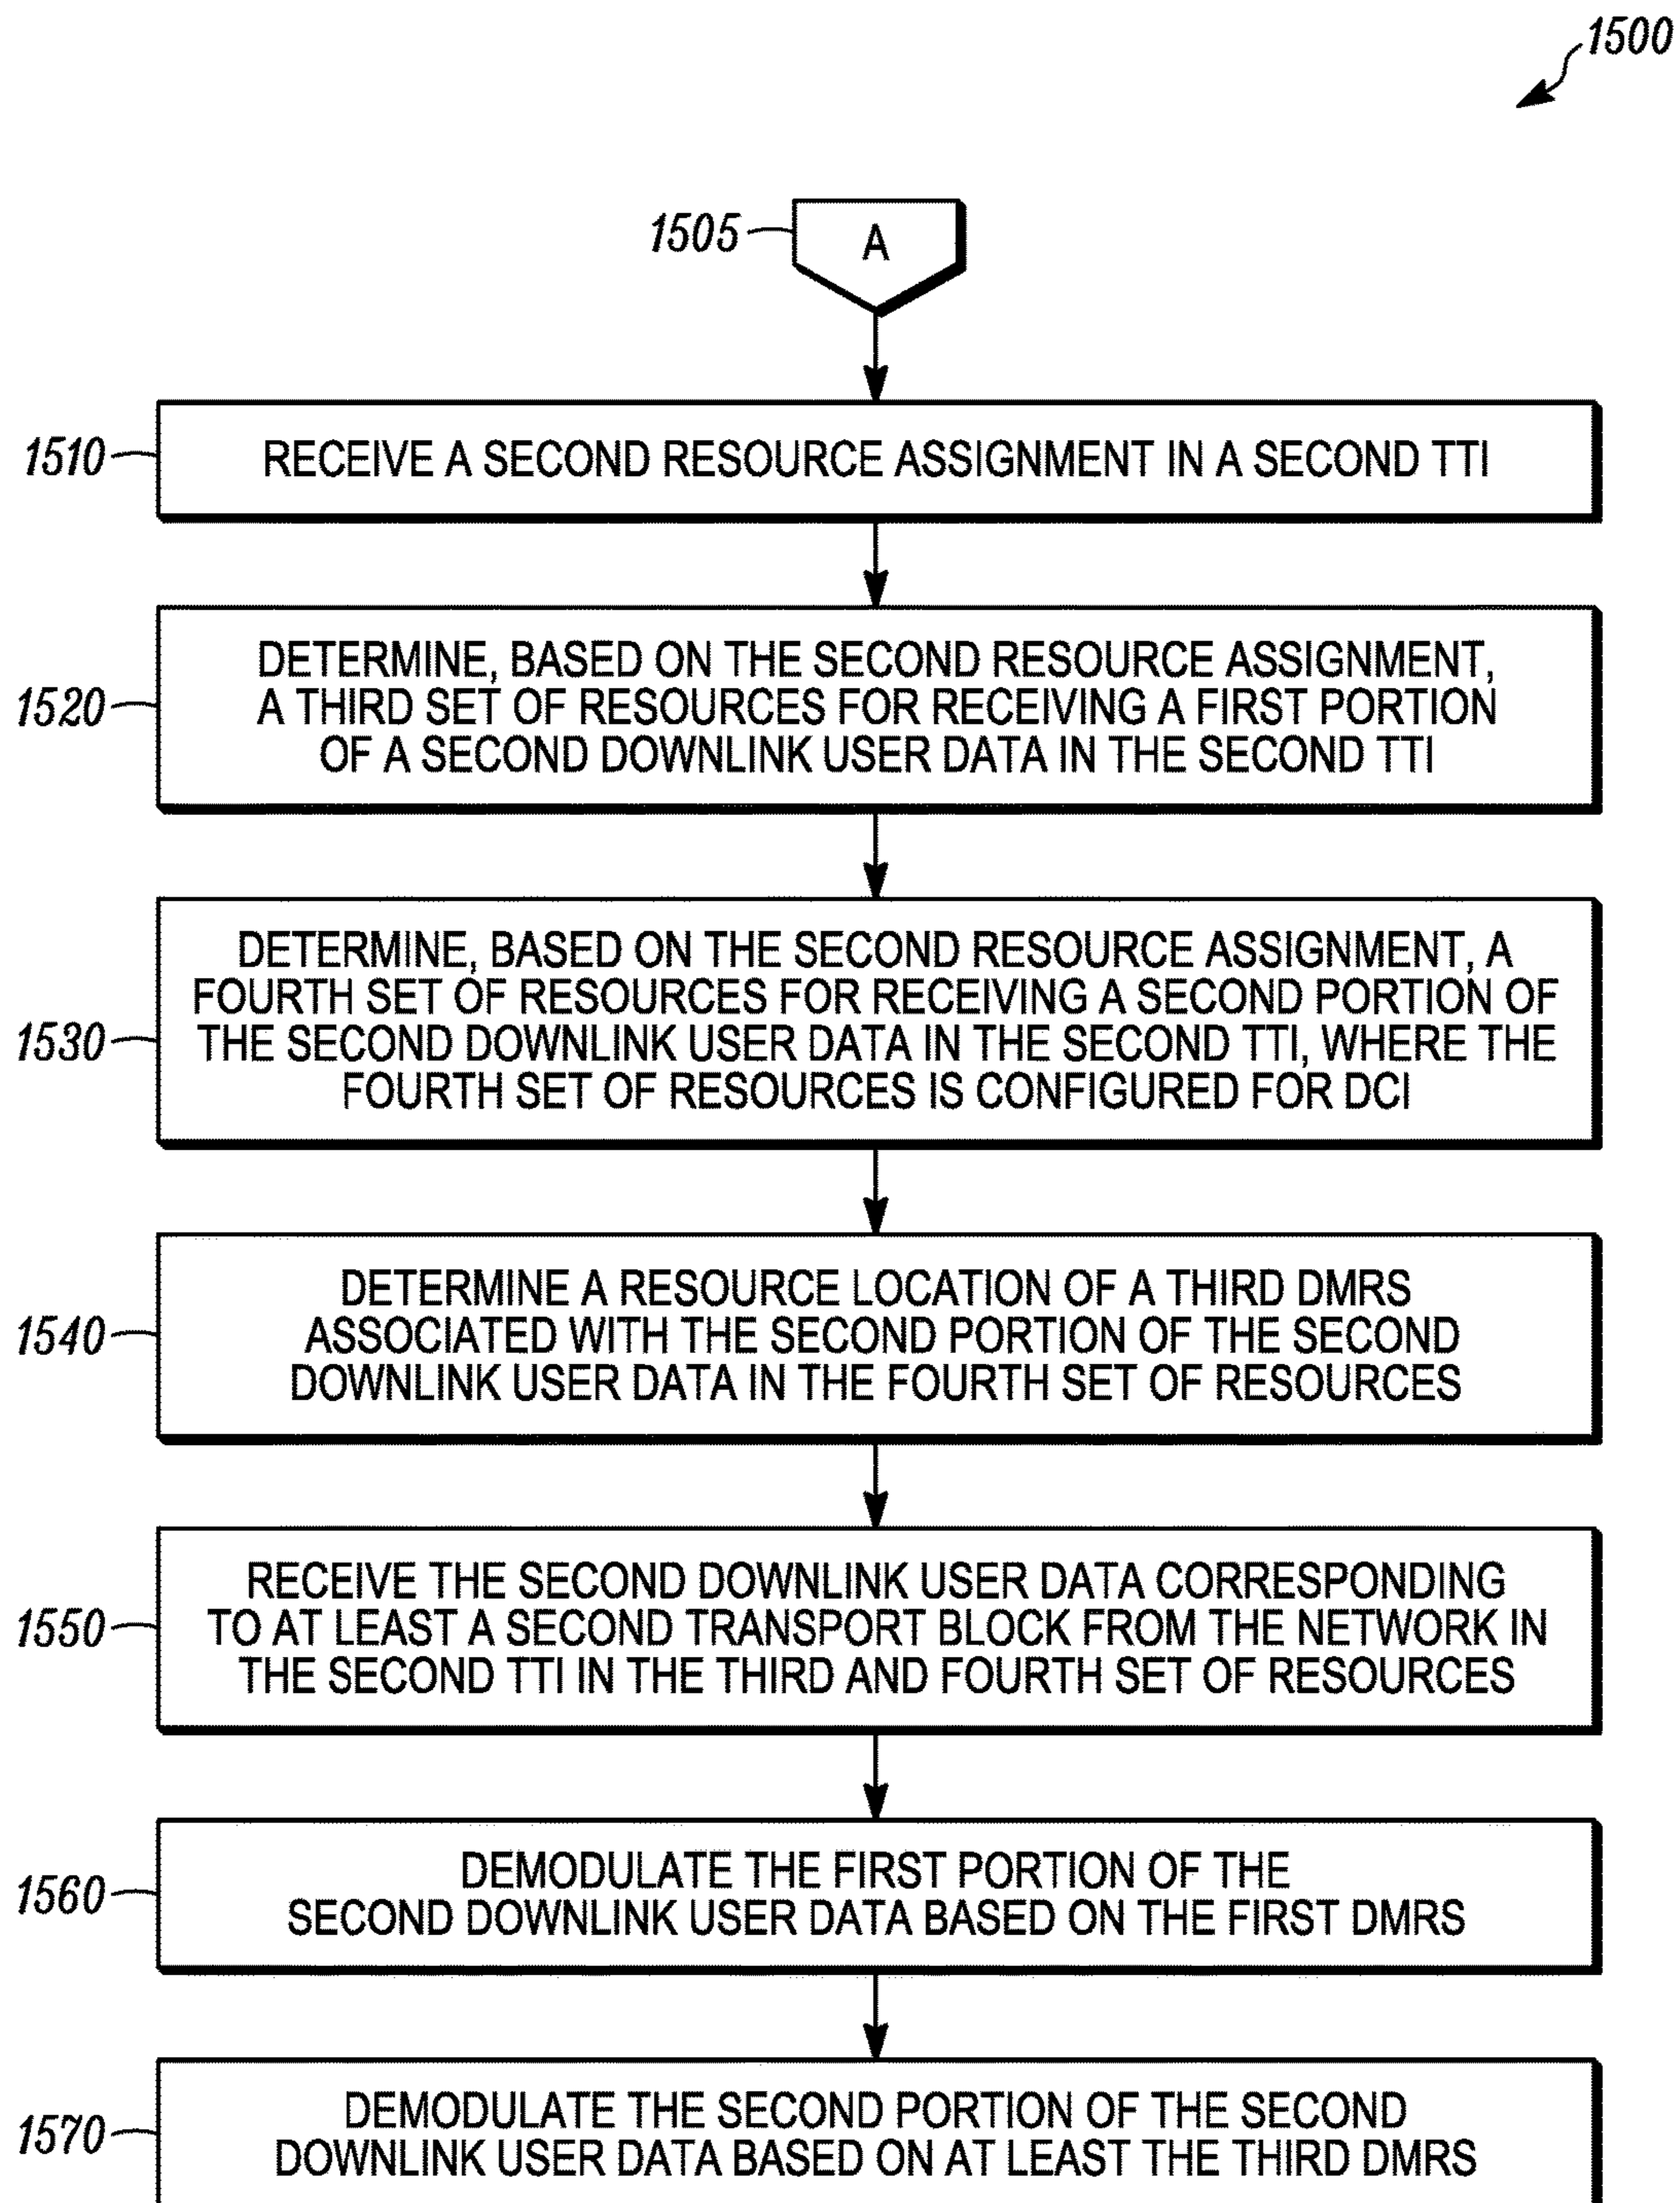 1500
1505
A
1510
RECEIVE A SECOND RESOURCE ASSIGNMENT IN A SECOND TTI
1520
DETERMINE, BASED ON THE SECOND RESOURCE ASSIGNMENT,
A THIRD SET OF RESOURCES FOR RECEIVING A FIRST PORTION
OF A SECOND DOWNLINK USER DATA IN THE SECOND TTI
1530
DETERMINE, BASED ON THE SECOND RESOURCE ASSIGNMENT, A
FOURTH SET OF RESOURCES FOR RECEIVING A SECOND PORTION OF
THE SECOND DOWNLINK USER DATA IN THE SECOND TTI, WHERE THE
FOURTH SET OF RESOURCES IS CONFIGURED FOR DCI
1540
DETERMINE A RESOURCE LOCATION OF A THIRD DMRS
ASSOCIATED WITH THE SECOND PORTION OF THE SECOND
DOWNLINK USER DATA IN THE FOURTH SET OF RESOURCES
1550
RECEIVE THE SECOND DOWNLINK USER DATA CORRESPONDING
TO AT LEAST A SECOND TRANSPORT BLOCK FROM THE NETWORK IN
THE SECOND TTI IN THE THIRD AND FOURTH SET OF RESOURCES
1560
DEMODULATE THE FIRST PORTION OF THE
SECOND DOWNLINK USER DATA BASED ON THE FIRST DMRS
1570
DEMODULATE THE SECOND PORTION OF THE SECOND
DOWNLINK USER DATA BASED ON AT LEAST THE THIRD DMRS